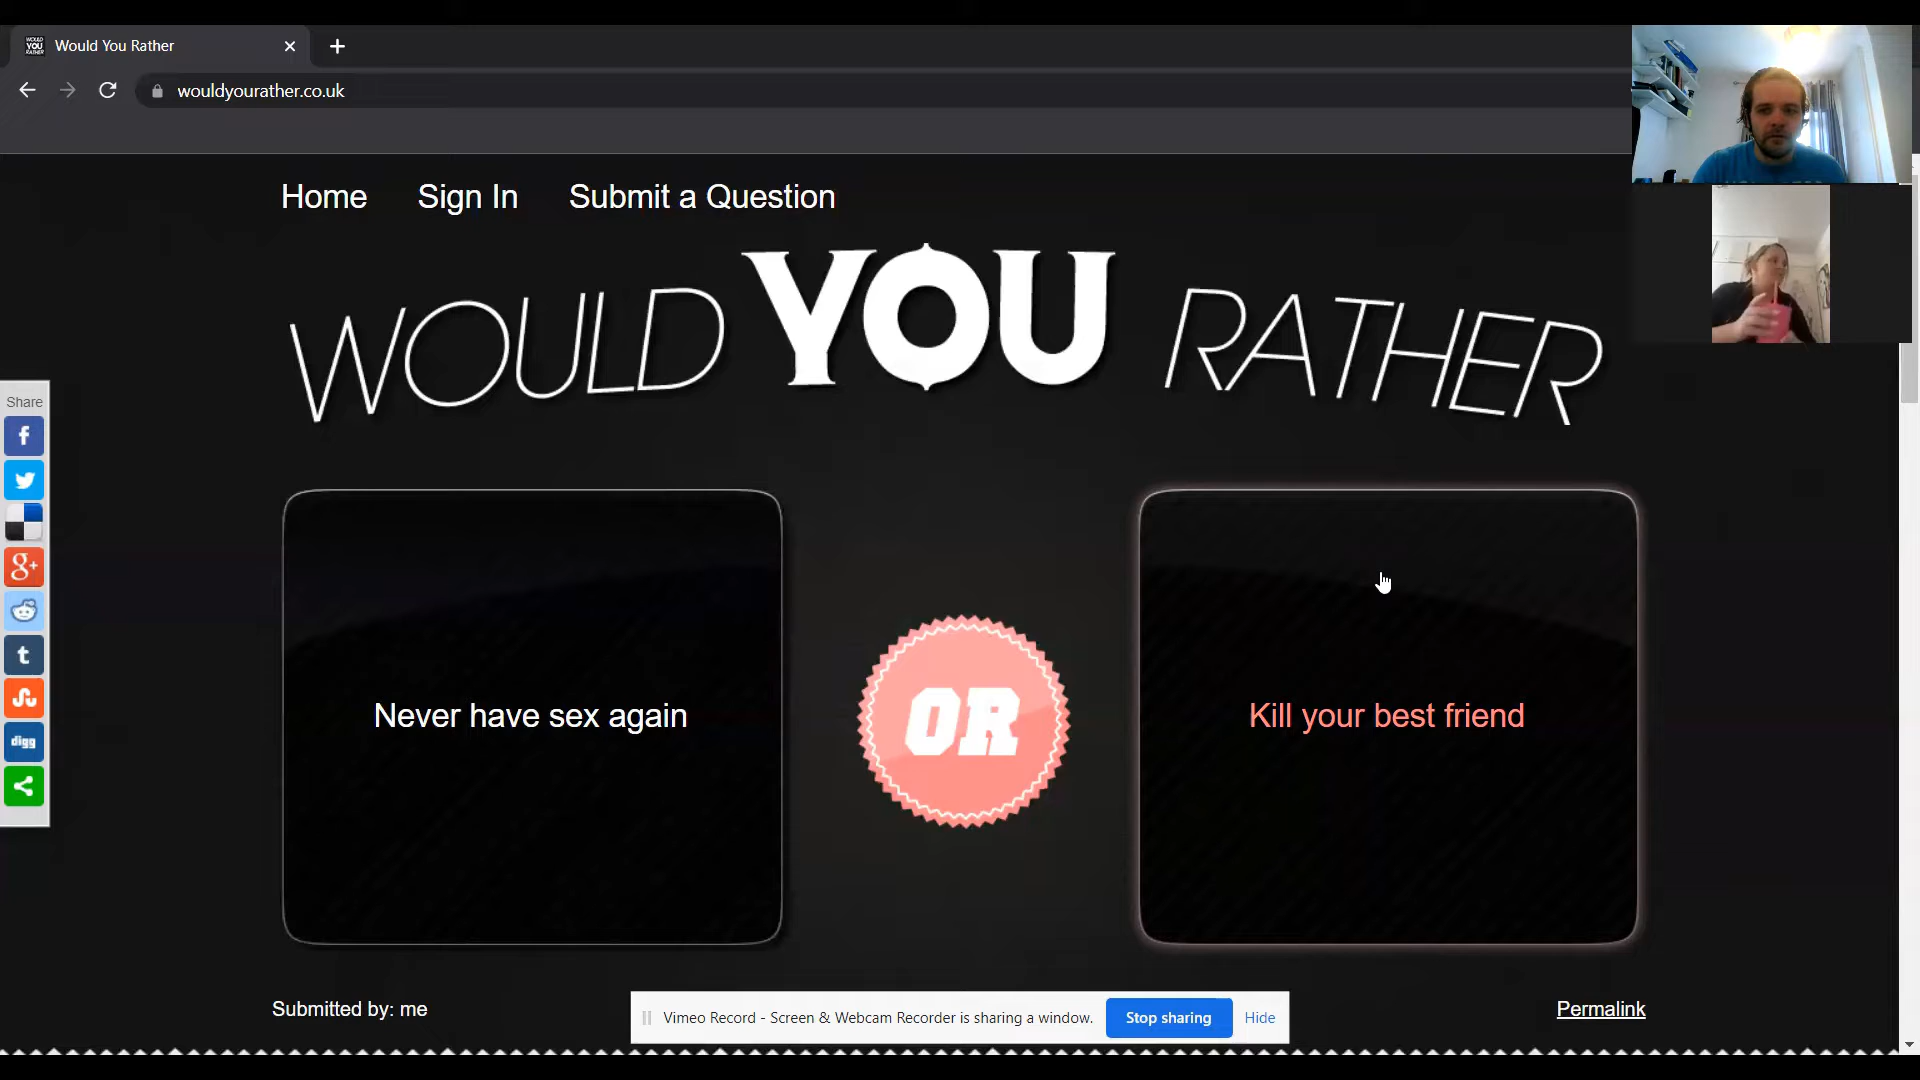 Would You Rather
wouldyourather.co.uk
Home Sign In Submit a Question
WOULD YOU RATHER
Share
Never have sex again
OR
Kill your best friend
digg
Submitted by: me
Permalink
Vimeo Record - Screen & Webcam Recorder is sharing a window. Stop sharing Hide